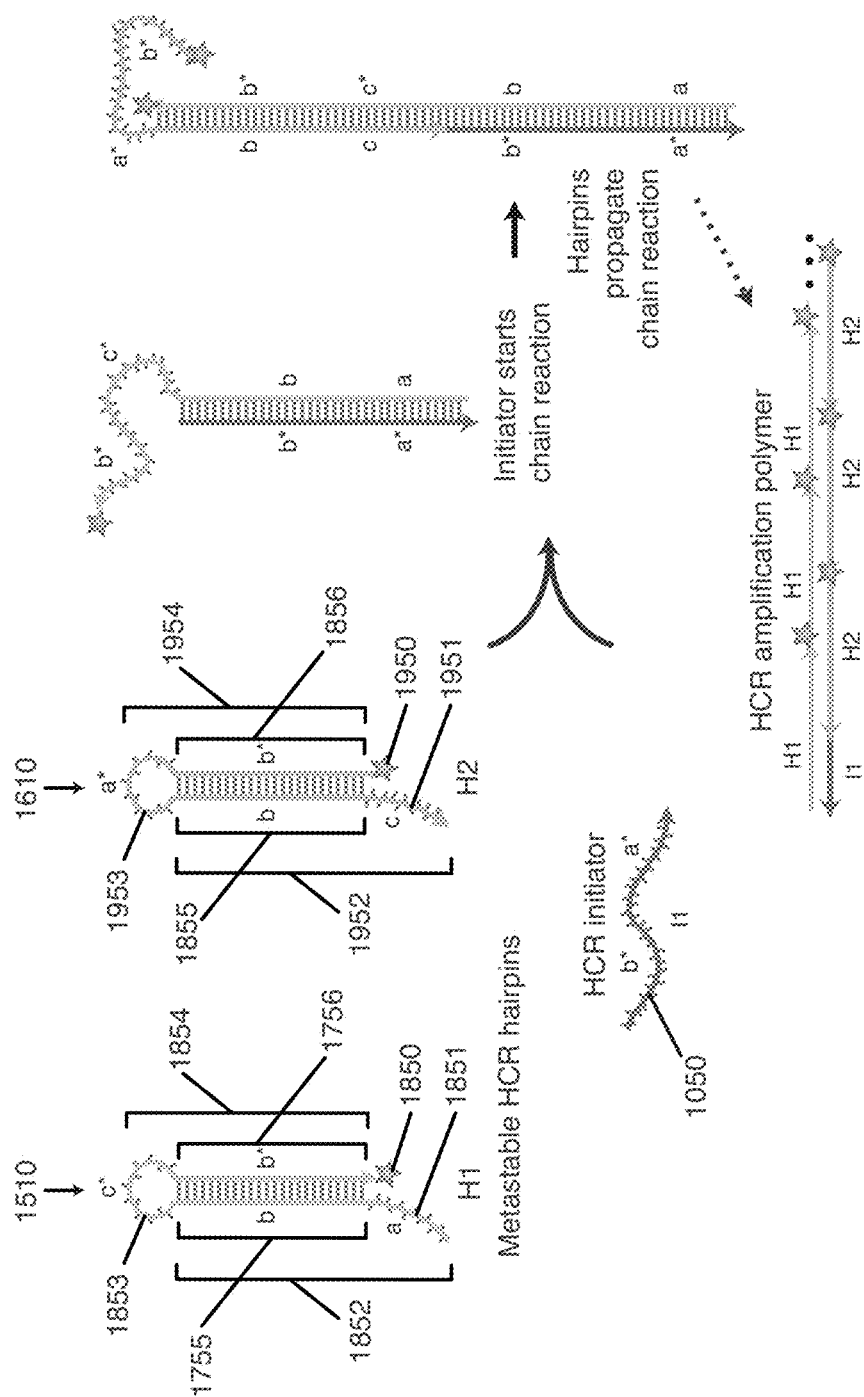 1510
c*
1853
1854
b
b*
1756
1755
1850
1851
a
1852
H1
Metastable HCR hairpins
1610
a*
1953
1954
b
b*
1856
1855
1950
1951
c
1952
H2
HCR initiator
b*
a*
I1
1050
b*
c*
b*
b
a*
a
Initiator starts
chain reaction
a*
b*
b
b*
c
c*
b*
b
a*
a
Hairpins
propagate
chain reaction
HCR amplification polymer
H1
H1
H1
I1
H2
H2
H2